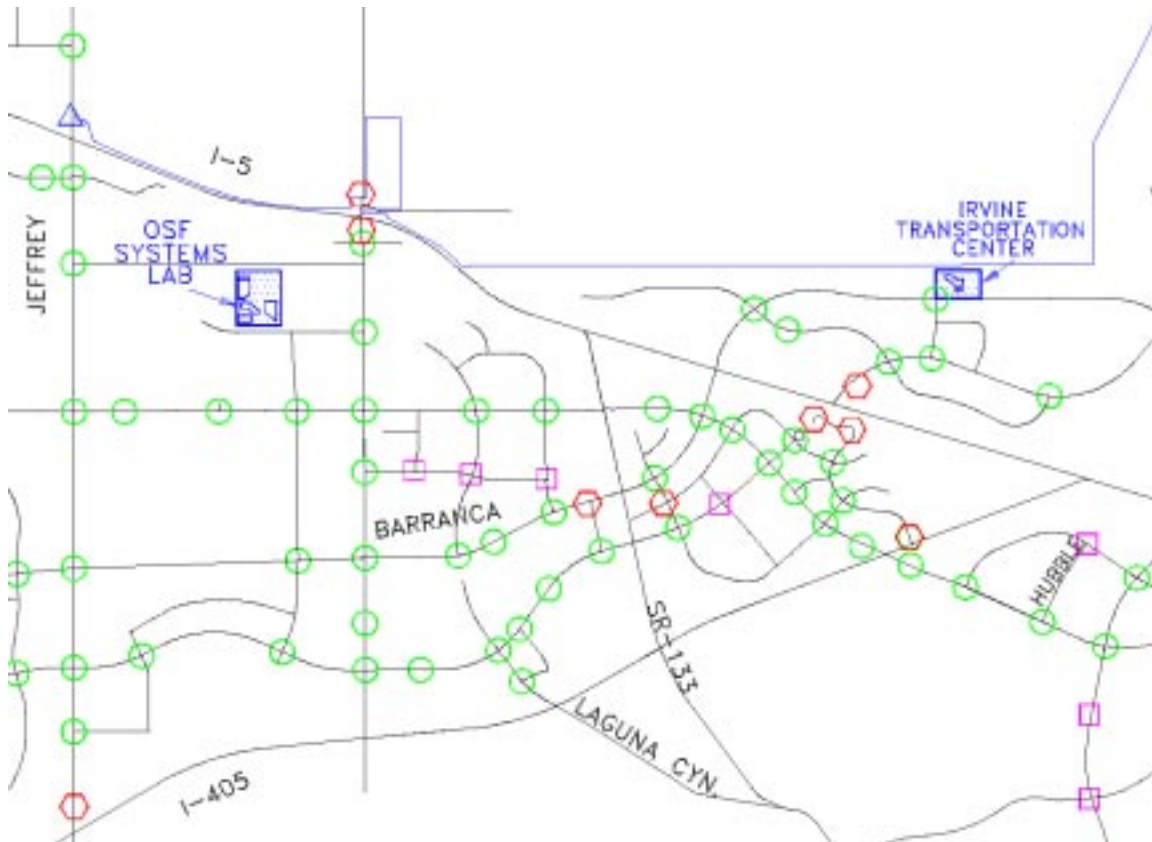 I-5
JEFFREY
OSF
SYSTEMS
LAB
IRVINE
TRANSPORTATION
CENTER
BARRANCA
HUBBLE
SR-133
LAGUNA CYN.
I-405